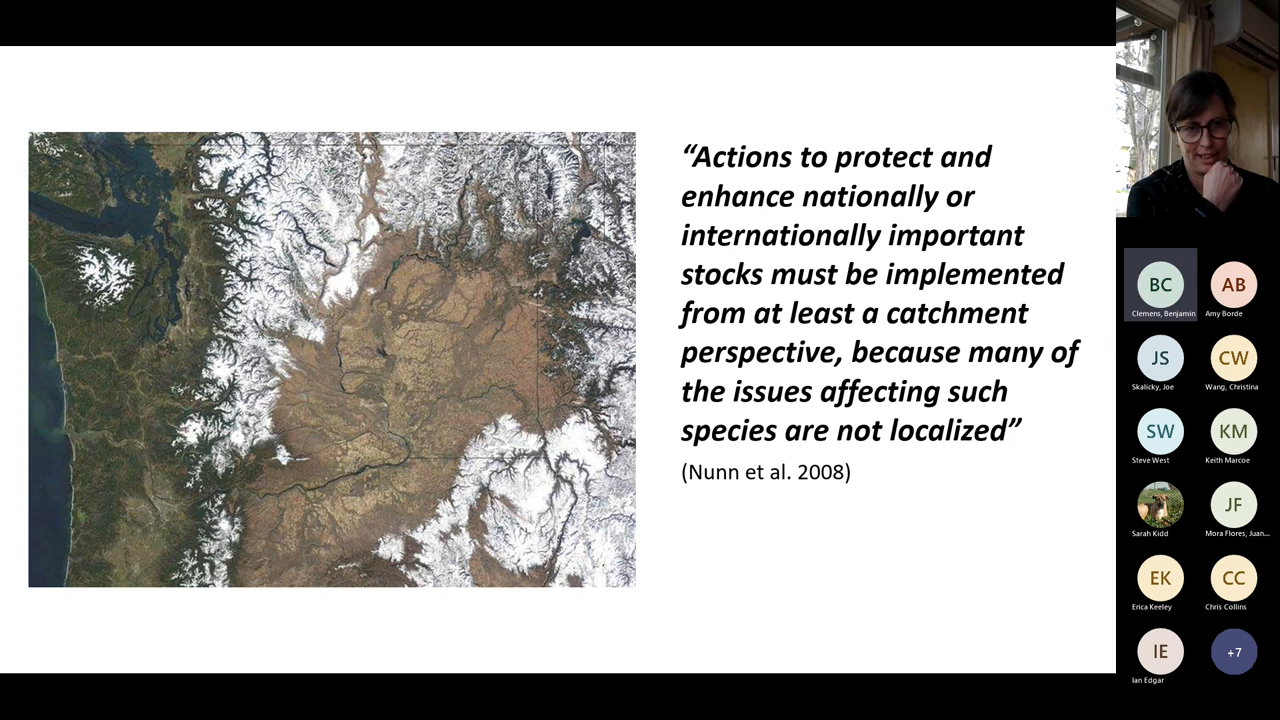 “Actions to protect and
enhance nationally or
internationally important
stocks must be implemented
from at least a catchment
perspective, because many of
the issues affecting such
species are not localized”
(Nunn et al. 2008)
BC
Clemens, Benjamin
AB
Amy Borde
JS
Skalicky, Joe
CW
Wang, Christina
SW
Steve West
KM
Keith Marcoe
Sarah Kidd
JF
Mora Flores, Juan...
EK
Erica Keeley
CC
Chris Collins
IE
Ian Edgar
+7